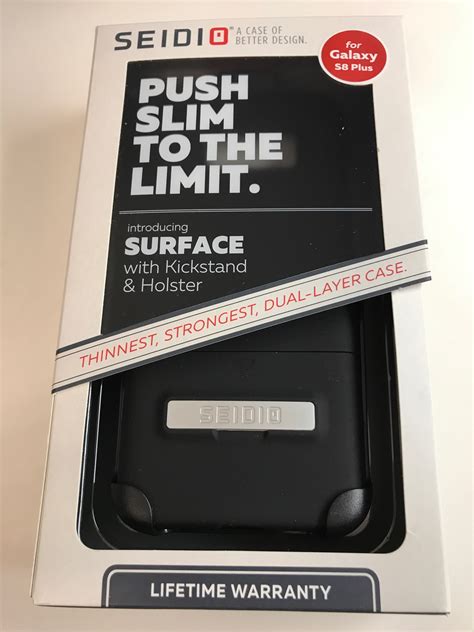 SEIDIO® A CASE OF
BETTER DESIGN.
for
Galaxy
S8 Plus
PUSH
SLIM
TO THE
LIMIT.
introducing
SURFACE
with Kickstand
& Holster
THINNEST, STRONGEST, DUAL-LAYER CASE.
SEIDIO
LIFETIME WARRANTY